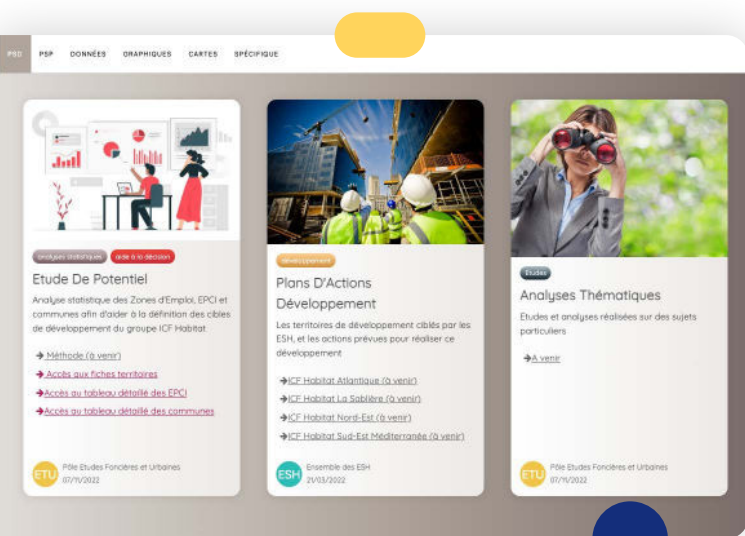 PSD PSP DONNÉES GRAPHIQUES CARTES SPÉCIFIQUE
analyses statistiques aide à la décision
Etude De Potentiel
Analyse statistique des Zones d'Emploi, EPCI et
communes afin d'aider à la définition des cibles
de développement du groupe ICF Habitat
→ Méthode (à venir)
→ Accès aux fiches territoires
→Accès au tableau détaillé des EPCI
→Accès au tableau détaillé des communes
ETU
Pôle Etudes Foncières et Urbaines
07/11/2022
développement
Plans D'Actions
Développement
Les territoires de développement ciblés par les
ESH, et les actions prévues pour réaliser ce
développement
→ICF Habitat Atlantique (à venir)
→ICF Habitat La Sablière (à venir)
→ICF Habitat Nord-Est (à venir)
→ICF Habitat Sud-Est Méditerranée (à venir)
ESH
Ensemble des ESH
21/03/2022
Etudes
Analyses Thématiques
Etudes et analyses réalisées sur des sujets
particuliers
→A venir
ETU
Pôle Etudes Foncières et Urbaines
07/11/2022